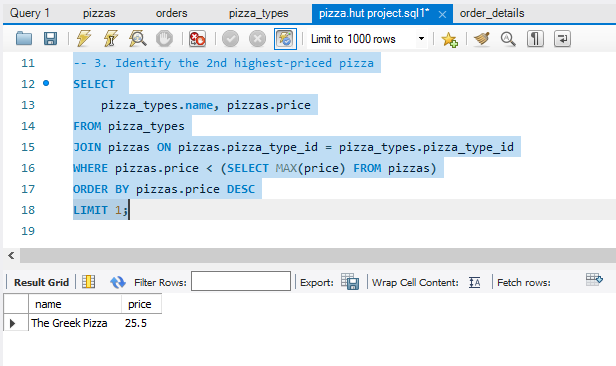 Query 1 pizzas orders pizza_types pizza.hut project.sql1* order_details
Limit to 1000 rows
11 -- 3. Identify the 2nd highest-priced pizza
12 SELECT
13 pizza_types.name, pizzas.price
14 FROM pizza_types
15 JOIN pizzas ON pizzas.pizza_type_id = pizza_types.pizza_type_id
16 WHERE pizzas.price < (SELECT MAX(price) FROM pizzas)
17 ORDER BY pizzas.price DESC
18 LIMIT 1;
19
Result Grid Filter Rows: Export: Wrap Cell Content: Fetch rows:
name price
The Greek Pizza 25.5